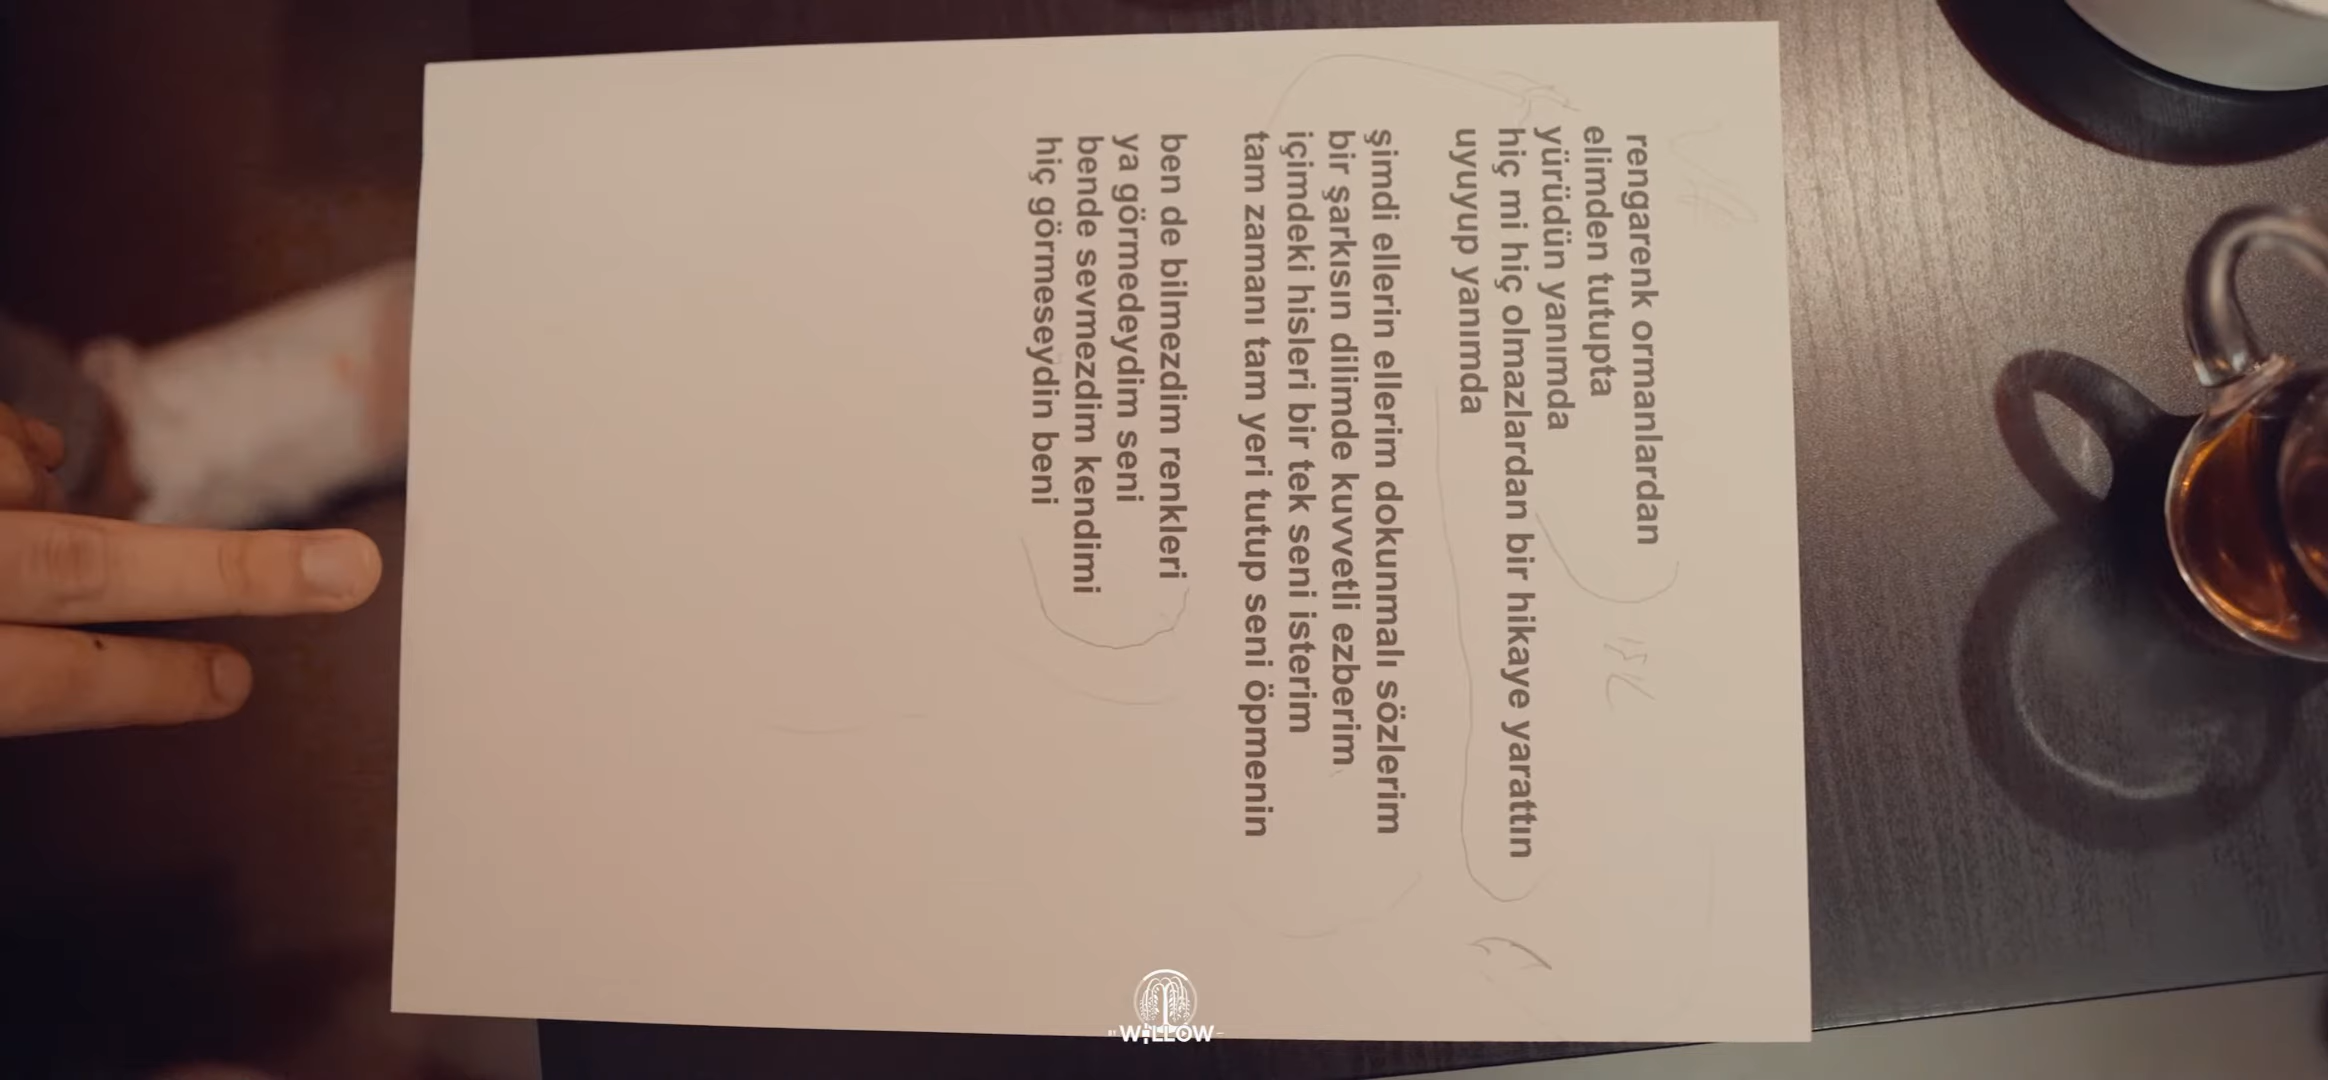 rengarenk ormanlardan
elimden tutupta
yürüdün yanımda
hiç mi hiç olmazlardan bir hikaye yarattın
uyuyup yanımda
şimdi ellerin ellerim dokunmalı sözlerim
bir şarkısın dilimde kuvvetli ezberim
içimdeki hisleri bir tek seni isterim
tam zamanı tam yeri tutup seni öpmenin
ben de bilmezdim renkleri
ya görmedeydim seni
bende sevmezdim kendimi
hiç görmeseydin beni
WILLOW